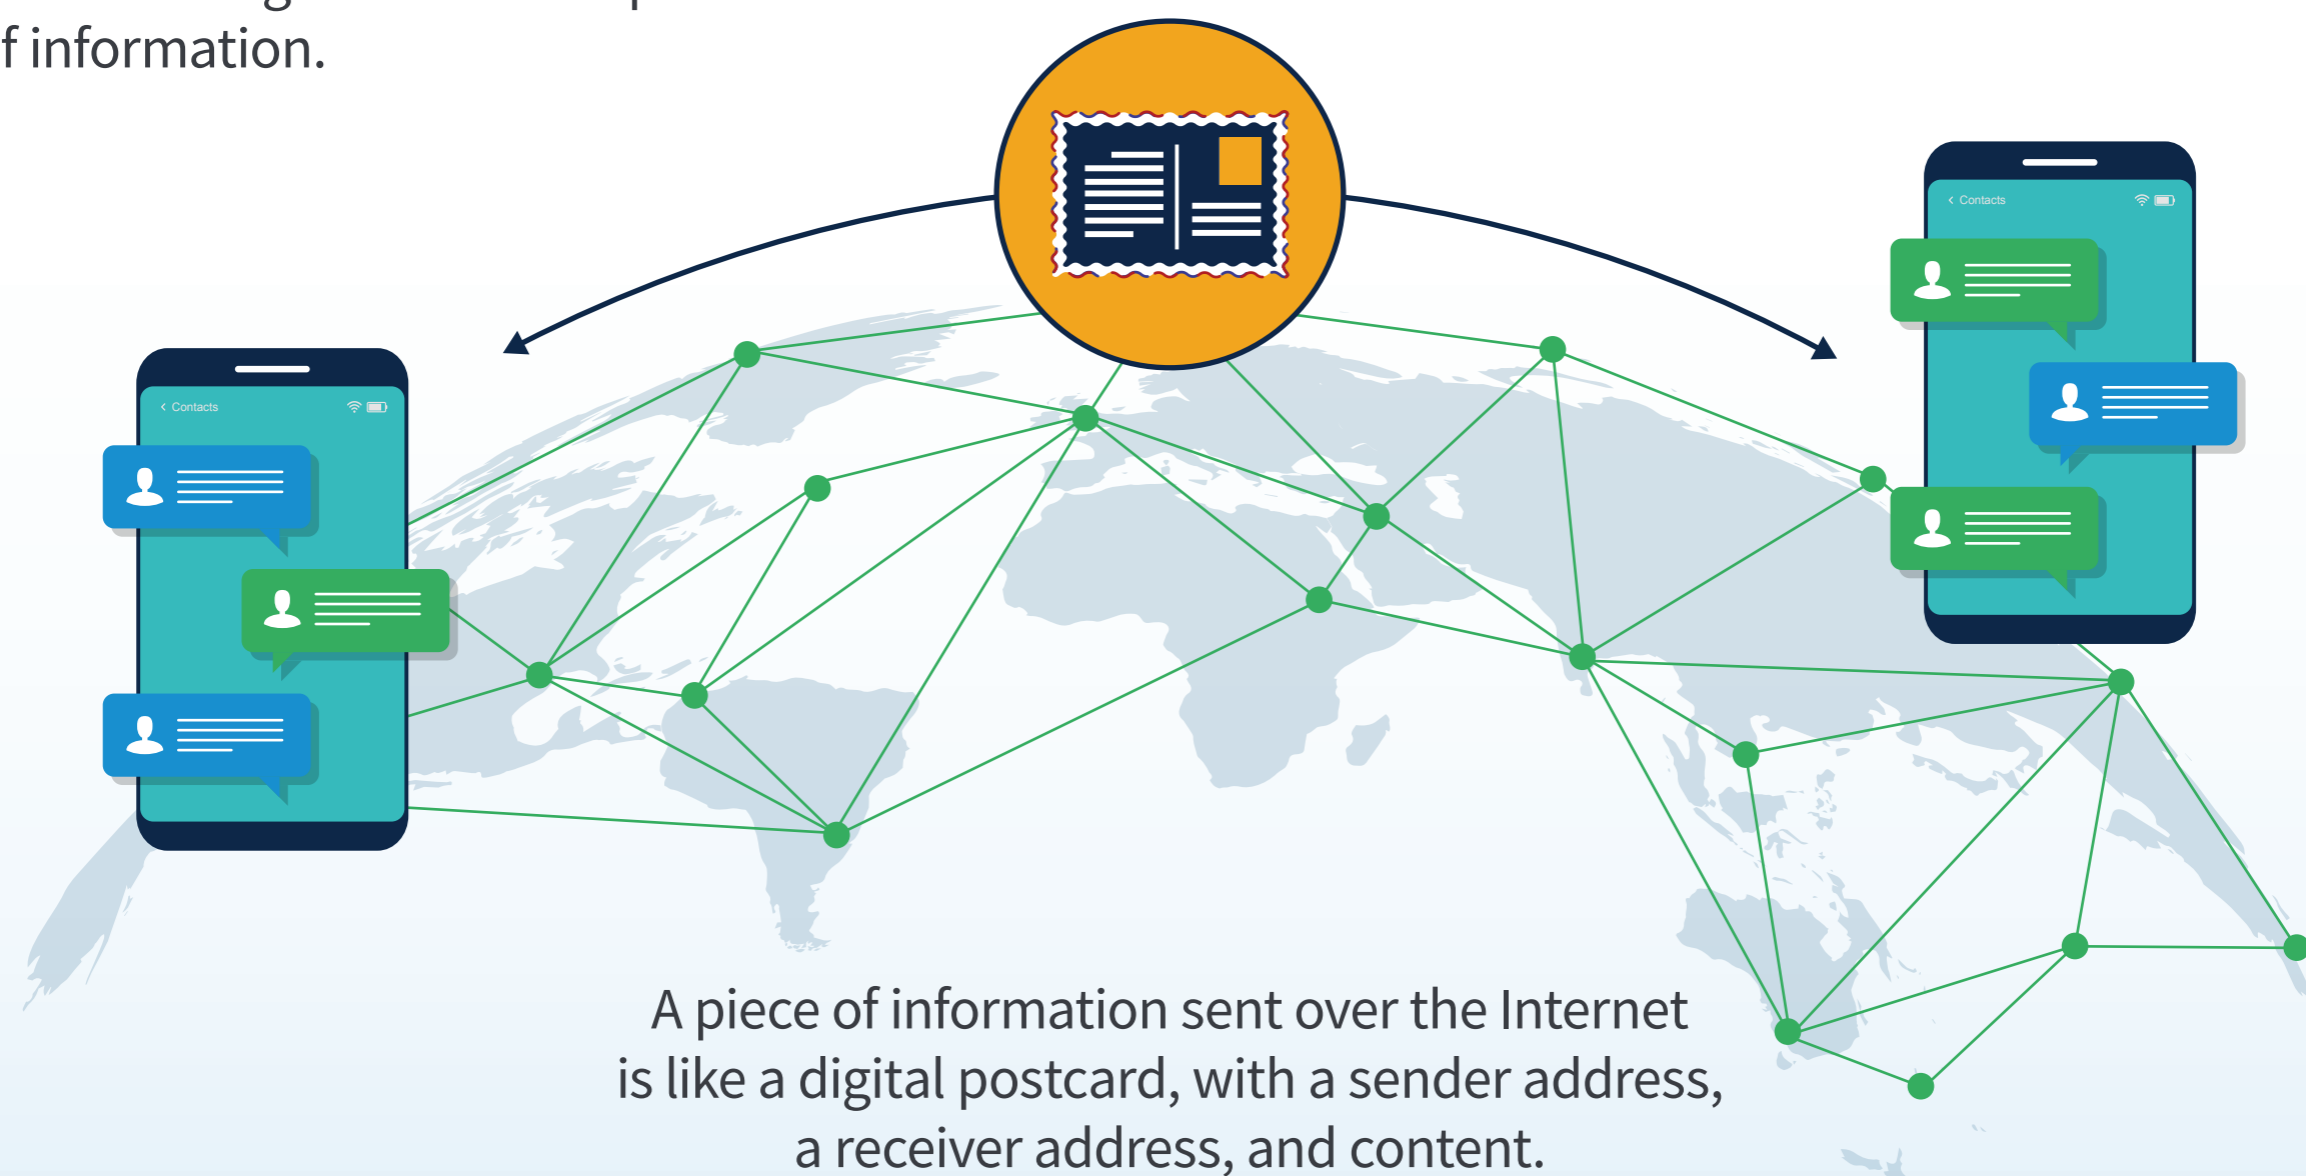 f information.
< Contacts
< Contacts
A piece of information sent over the Internet
is like a digital postcard, with a sender address,
a receiver address, and content.